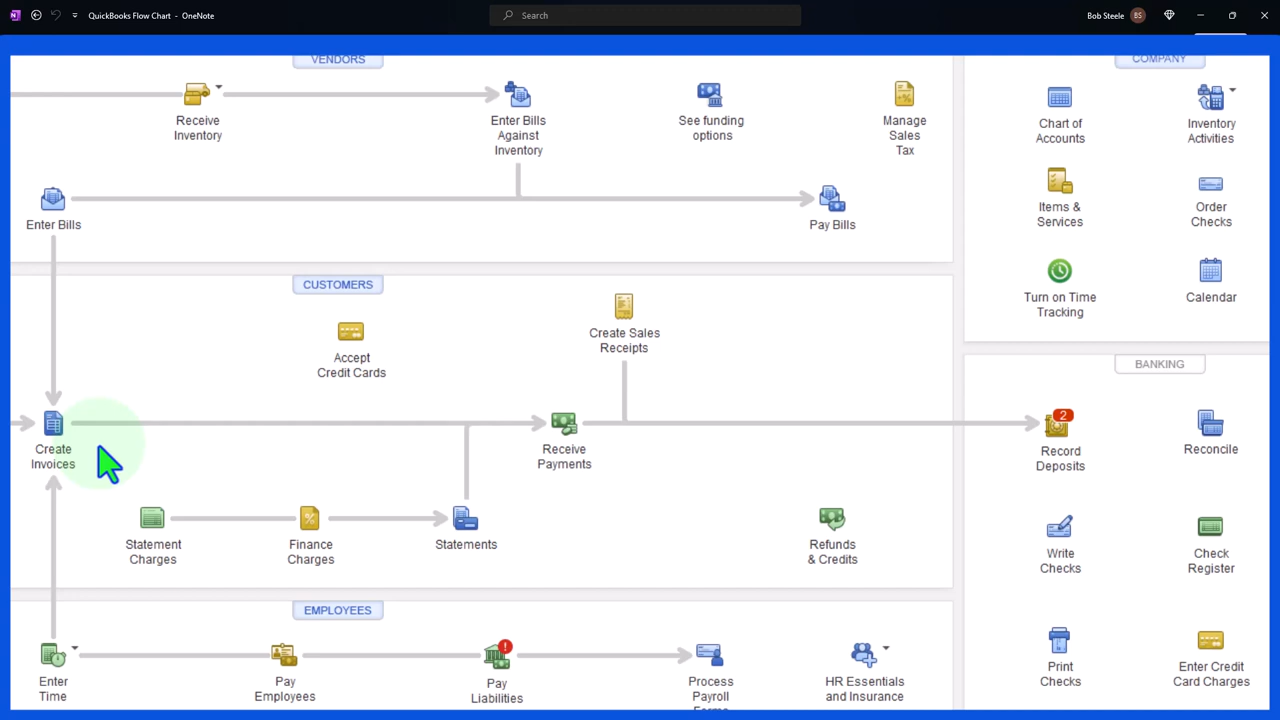 QuickBooks Flow Chart - OneNote
Search
Bob Steele
BS
VENDORS
Receive
Inventory
Enter Bills
Against
Inventory
See funding
options
Manage
Sales
Tax
Enter Bills
Pay Bills
COMPANY
Chart of
Accounts
Inventory
Activities
Items &
Services
Order
Checks
Turn on Time
Tracking
Calendar
CUSTOMERS
Accept
Credit Cards
Create Sales
Receipts
Create
Invoices
Receive
Payments
Statement
Charges
Finance
Charges
Statements
Refunds
& Credits
BANKING
2
Record
Deposits
Reconcile
Write
Checks
Check
Register
Print
Checks
Enter Credit
Card Charges
EMPLOYEES
Enter
Time
Pay
Employees
Pay
Liabilities
Process
Payroll
Forms
HR Essentials
and Insurance